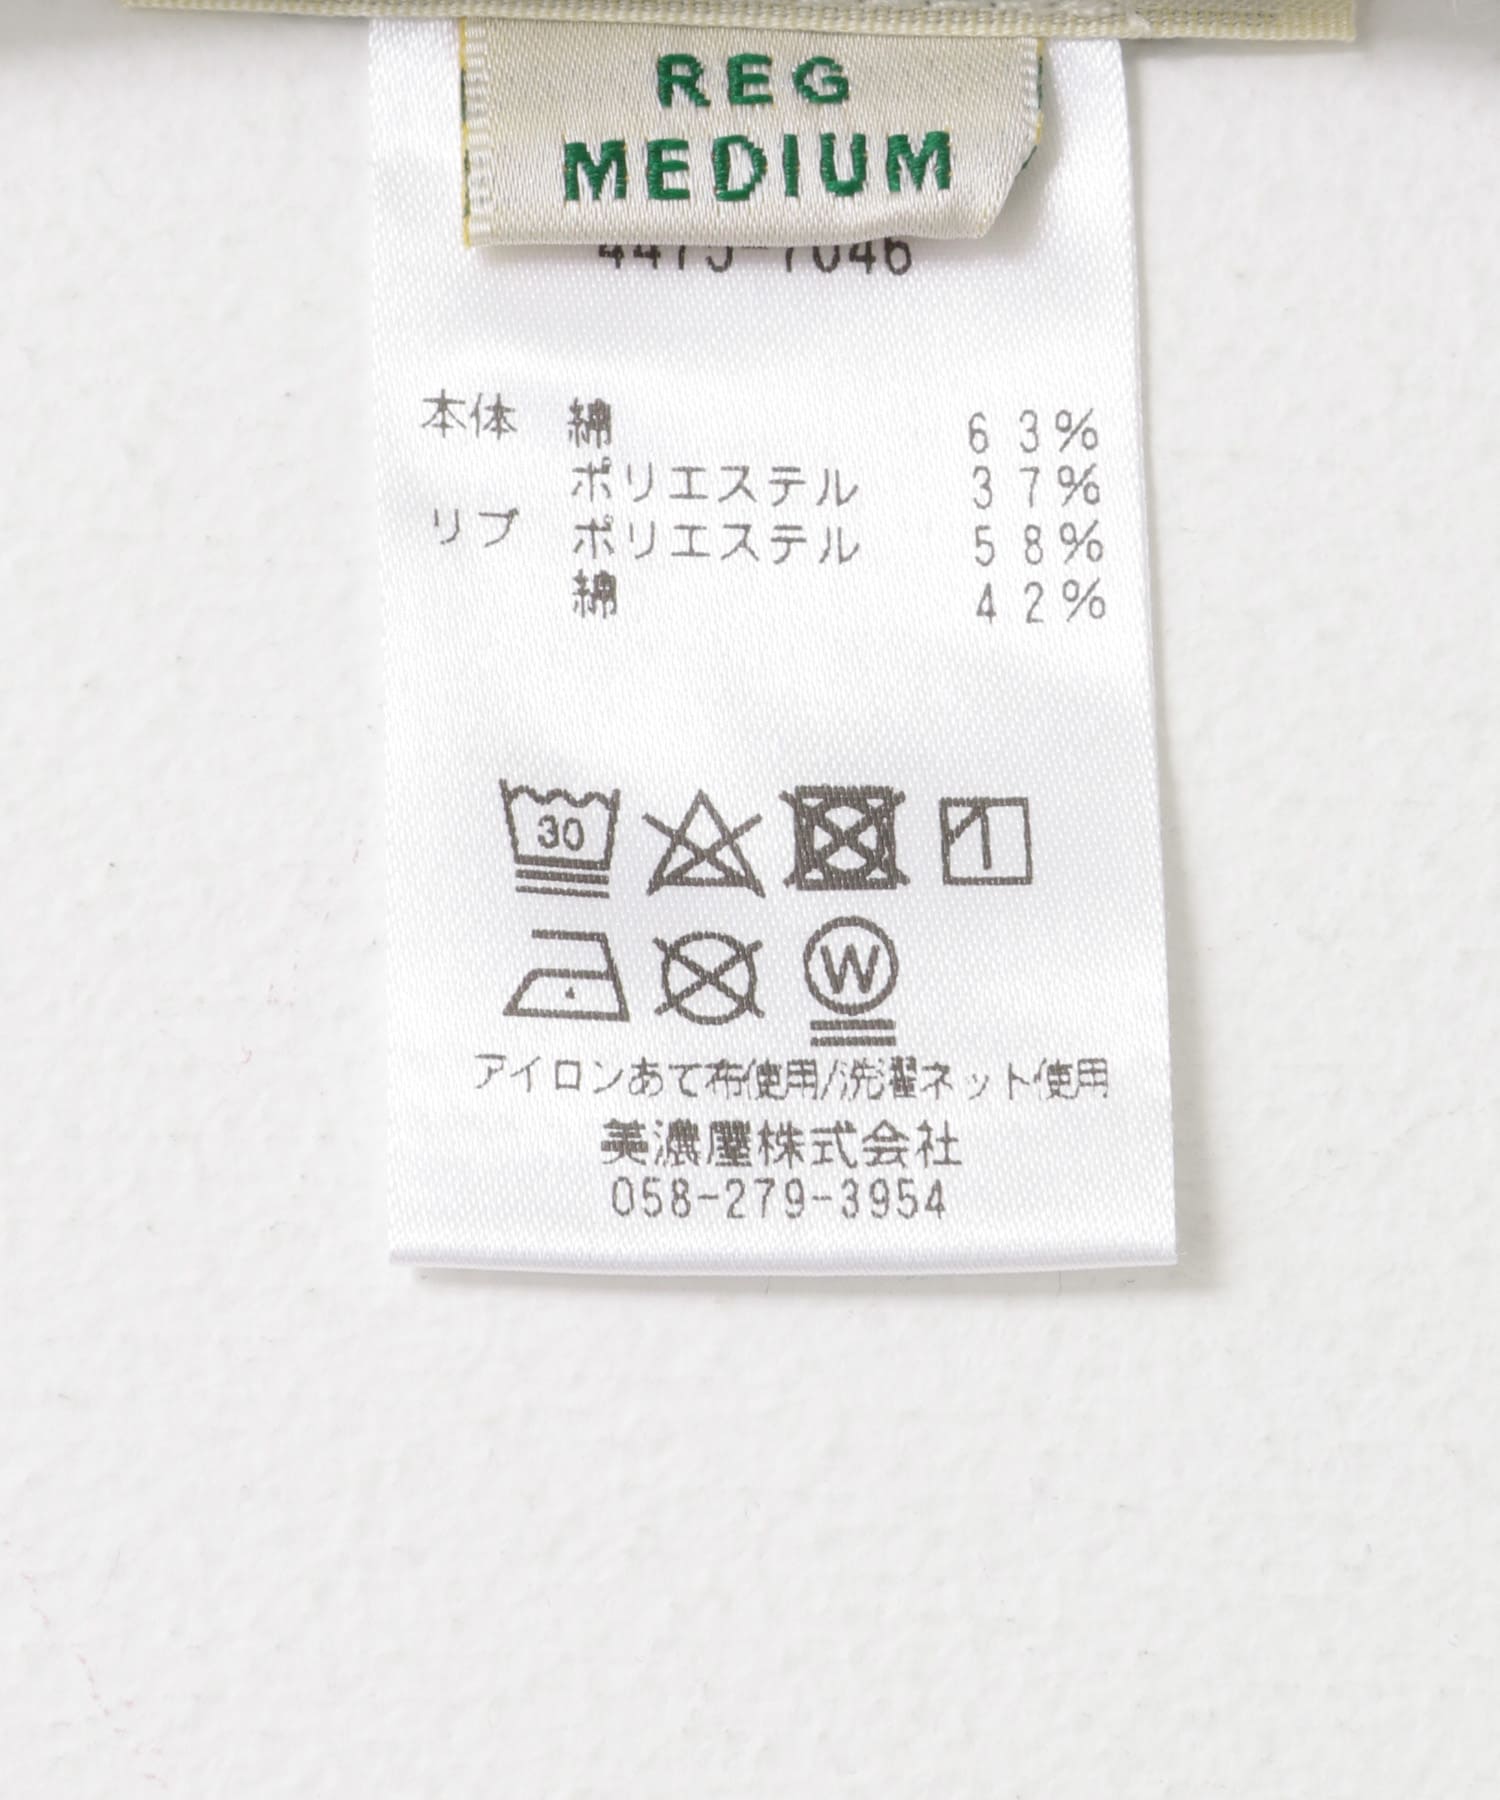 REG
MEDIUM
本体 綿 63%
ポリエステル 37%
リブ ポリエステル 58%
綿 42%
30
W
アイロンあて布使用/洗濯ネット使用
美濃屋株式会社
058-279-3954